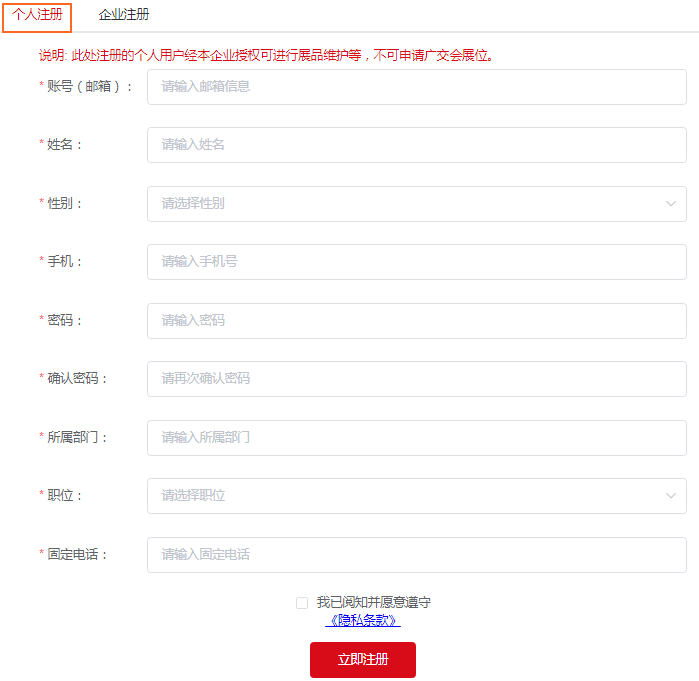 个人注册 企业注册
说明: 此处注册的个人用户经本企业授权可进行展品维护等，不可申请广交会展位。
* 账号（邮箱）： 请输入邮箱信息
* 姓名： 请输入姓名
* 性别： 请选择性别
* 手机： 请输入手机号
* 密码： 请输入密码
* 确认密码： 请再次确认密码
* 所属部门： 请输入所属部门
* 职位： 请选择职位
* 固定电话： 请输入固定电话
我已阅知并愿意遵守
《隐私条款》
立即注册